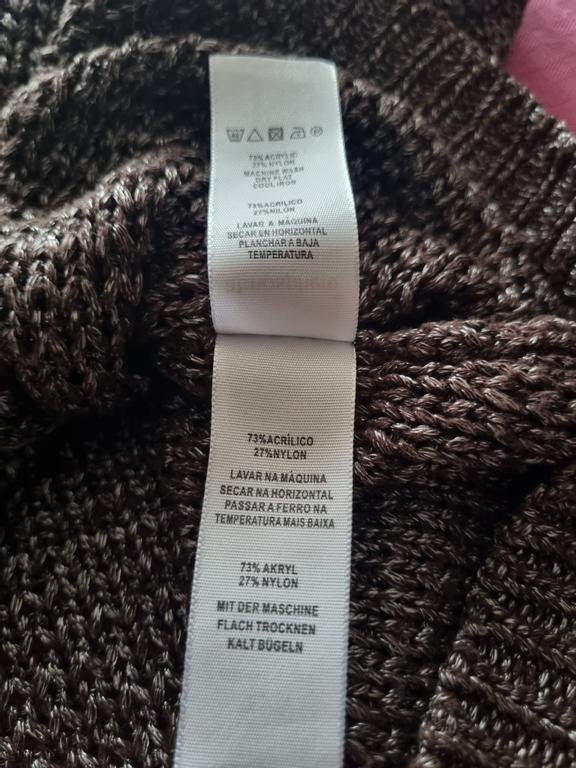 73% ACRYLIC
27% NYLON
MACHINE WASH
DRY FLAT
COOL IRON
73% ACRILICO
27% NILON
LAVAR A MÁQUINA
SECAR EN HORIZONTAL
PLANCHAR A BAJA
TEMPERATURA
73%ACRÍLICO
27%NYLON
LAVAR NA MÁQUINA
SECAR NA HORIZONTAL
PASSAR A FERRO NA
TEMPERATURA MAIS BAIXA
73% AKRYL
27% NYLON
MIT DER MASCHINE
FLACH TROCKNEN
KALT BÜGELN